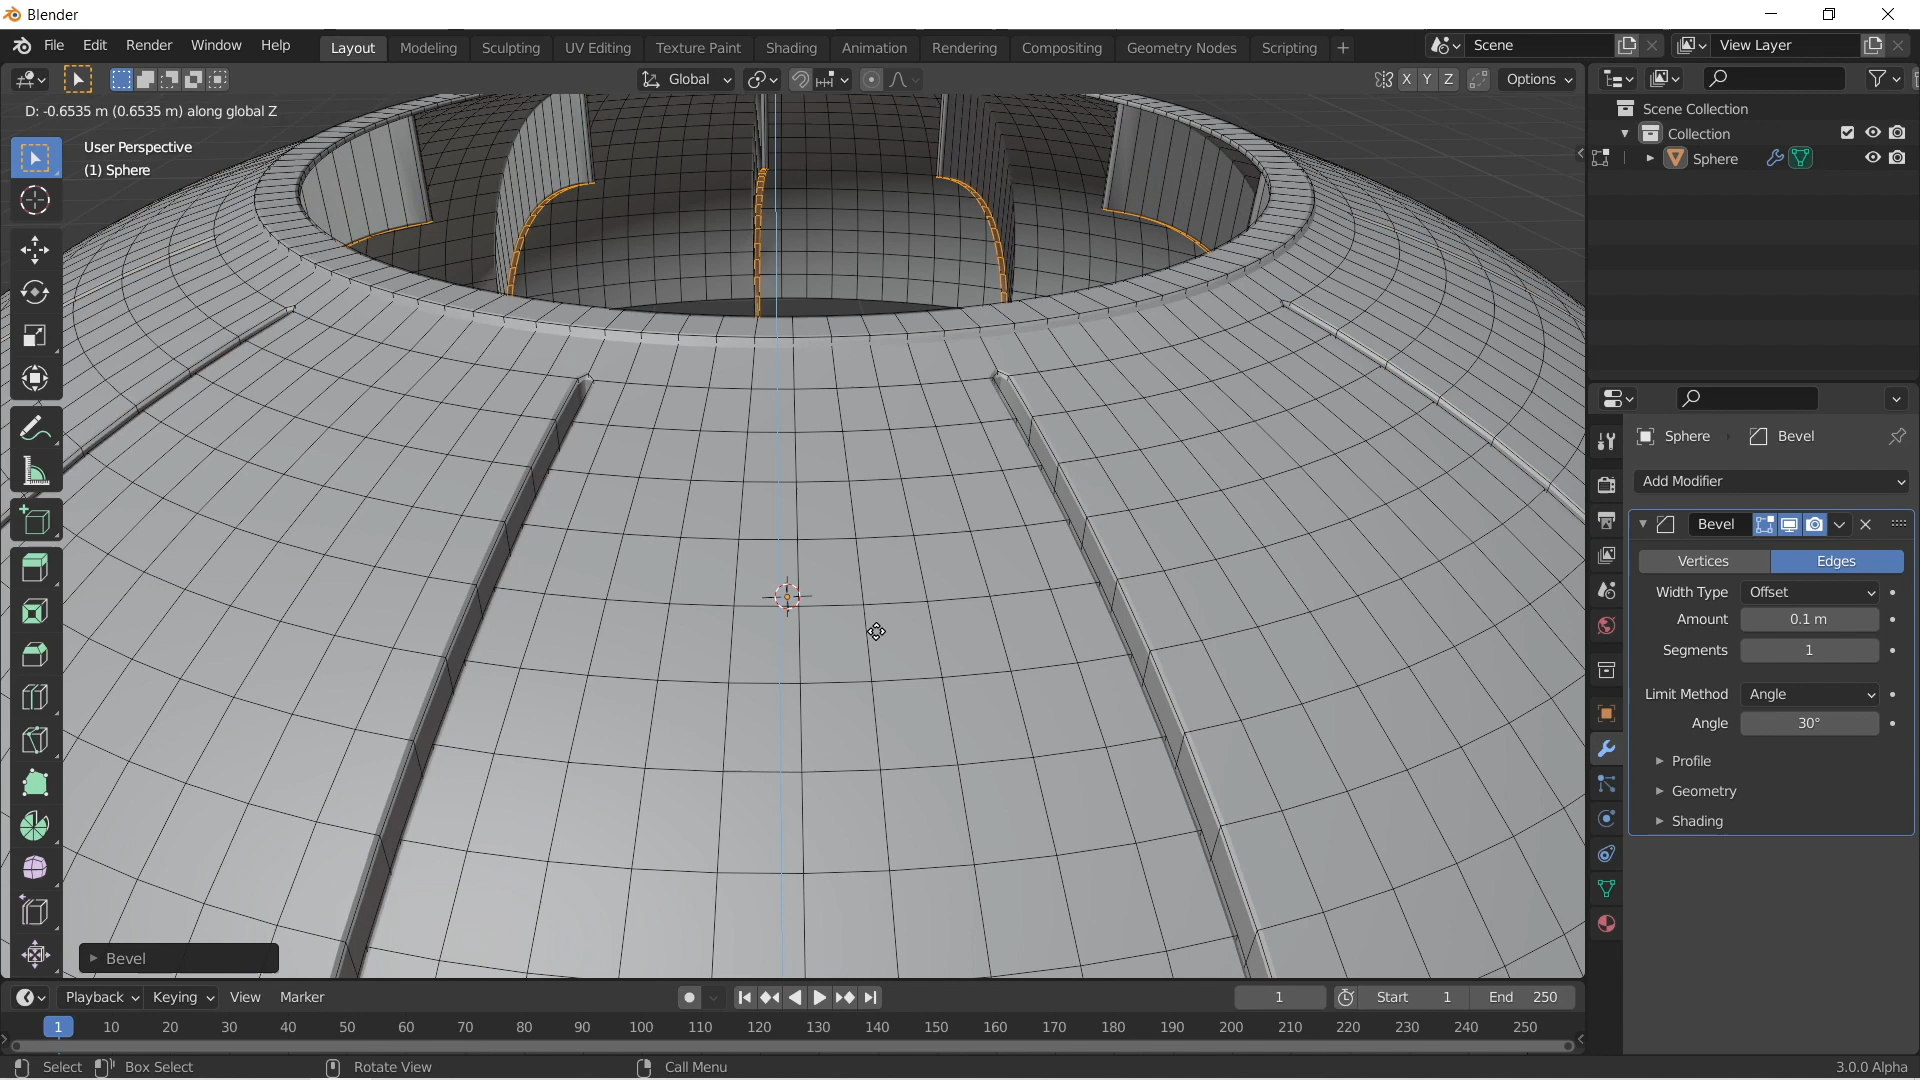 Blender
File Edit Render Window Help
Layout Modeling Sculpting UV Editing Texture Paint Shading Animation Rendering Compositing Geometry Nodes Scripting +
Scene View Layer
Global X Y Z Options
D: -0.6535 m (0.6535 m) along global Z
User Perspective
(1) Sphere
Scene Collection
Collection
Sphere
Sphere Bevel
Add Modifier
Bevel
Vertices Edges
Width Type Offset
Amount 0.1 m
Segments 1
Limit Method Angle
Angle 30°
Profile
Geometry
Shading
Bevel
Playback Keying View Marker 1 Start 1 End 250
1 10 20 30 40 50 60 70 80 90 100 110 120 130 140 150 160 170 180 190 200 210 220 230 240 250
Select Box Select Rotate View Call Menu 3.0.0 Alpha